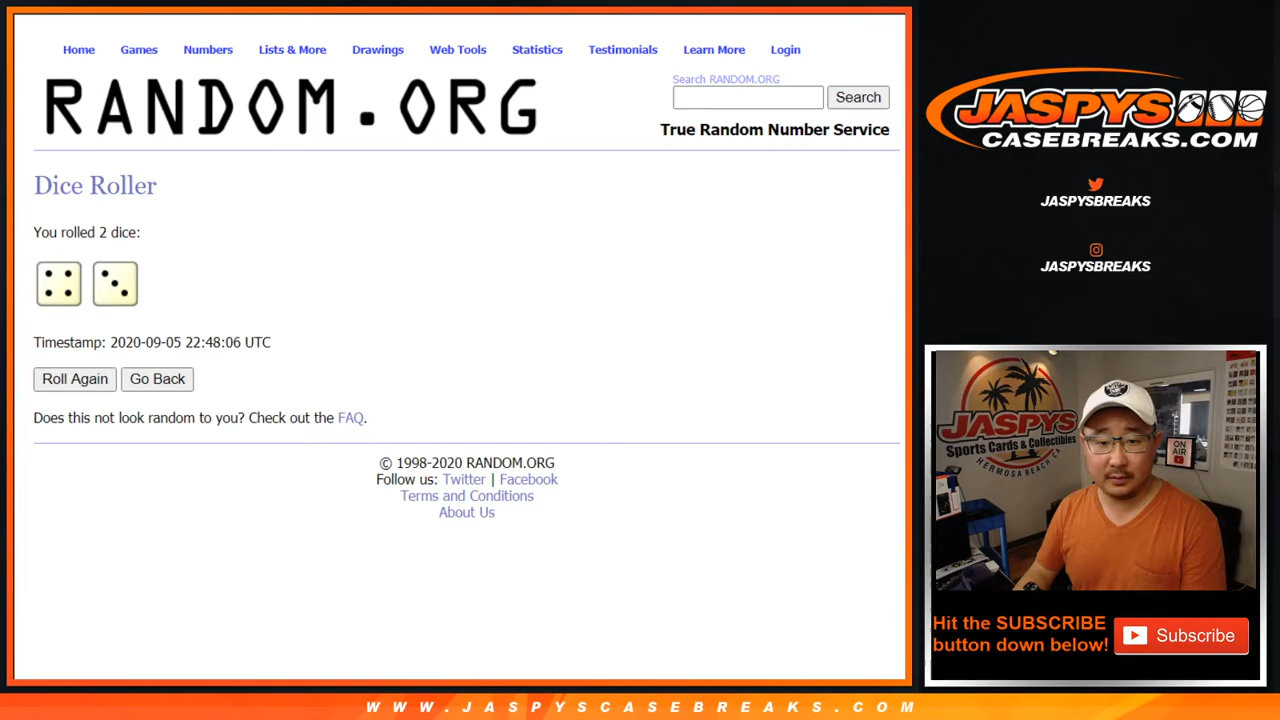 Home Games Numbers Lists & More Drawings Web Tools Statistics Testimonials Learn More Login
RANDOM.ORG
Search RANDOM.ORG
Search
True Random Number Service
Dice Roller
You rolled 2 dice:
Timestamp: 2020-09-05 22:48:06 UTC
Roll Again Go Back
Does this not look random to you? Check out the FAQ.
© 1998-2020 RANDOM.ORG
Follow us: Twitter | Facebook
Terms and Conditions
About Us
JASPYS
CASEBREAKS.COM
JASPYSBREAKS
JASPYSBREAKS
JASPYS
Sports Cards & Collectibles
HERMOSA BEACH, CA
ON AIR
Hit the SUBSCRIBE
button down below!
Subscribe
WWW.JASPYSCASEBREAKS.COM